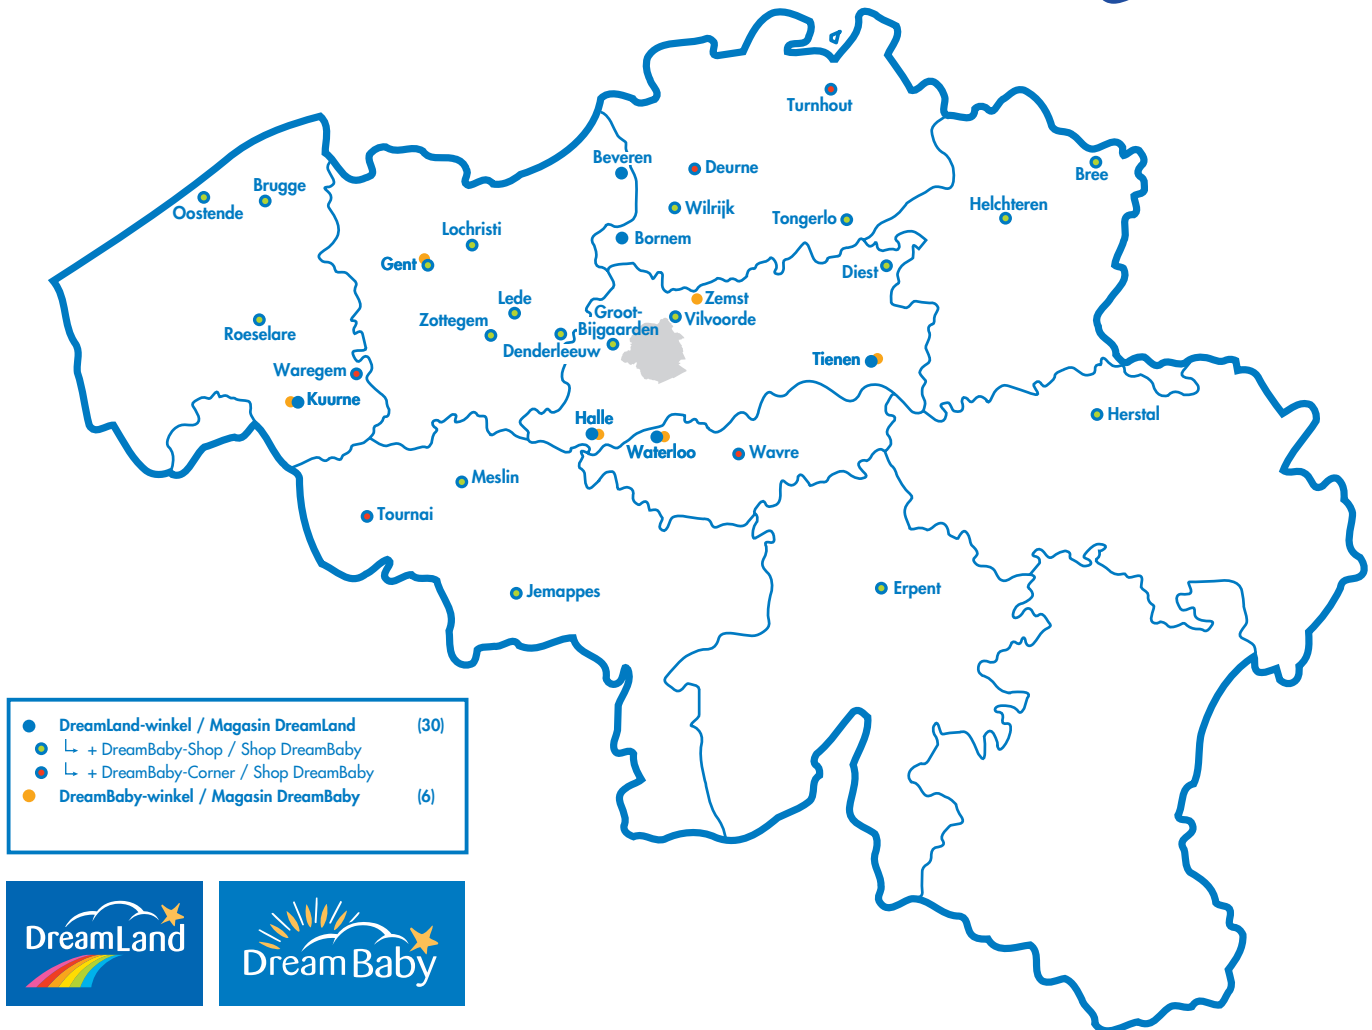 Turnhout
Beveren
Deurne
Bree
Brugge
Oostende
Wilrijk
Helchteren
Tongerlo
Lochristi
Bornem
Gent
Diest
Lede
Zemst
Groot-
Bijgaarden
Vilvoorde
Zottegem
Roeselare
Denderleeuw
Tienen
Waregem
Kuurne
Halle
Herstal
Waterloo
Wavre
Meslin
Tournai
Jemappes
Erpent
DreamLand-winkel / Magasin DreamLand (30)
+ DreamBaby-Shop / Shop DreamBaby
+ DreamBaby-Corner / Shop DreamBaby
DreamBaby-winkel / Magasin DreamBaby (6)
DreamLand
DreamBaby